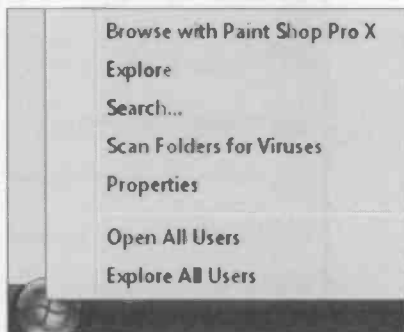 Browse with Paint Shop Pro X
Explore
Search...
Scan Folders for Viruses
Properties
Open All Users
Explore All Users